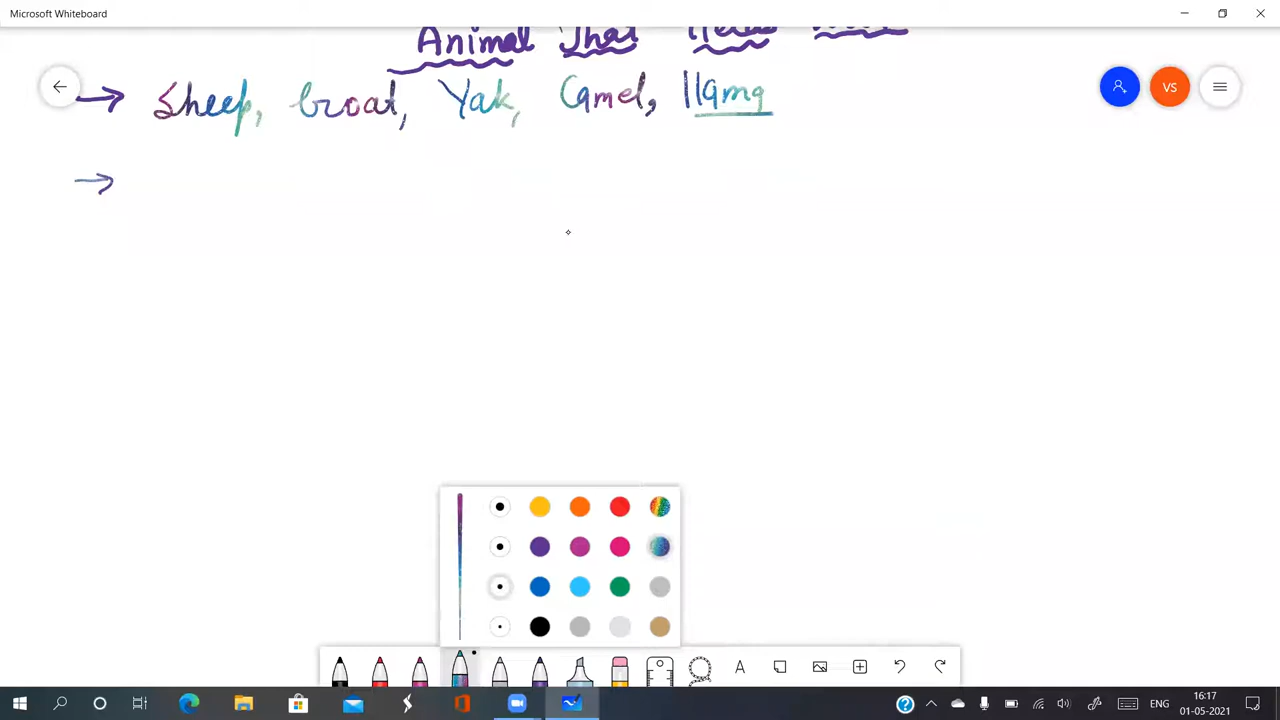 Microsoft Whiteboard
Animal That
→ Sheep, Goat, Yak, Camel, llama
→
VS
A
ENG
16:17
01-05-2021